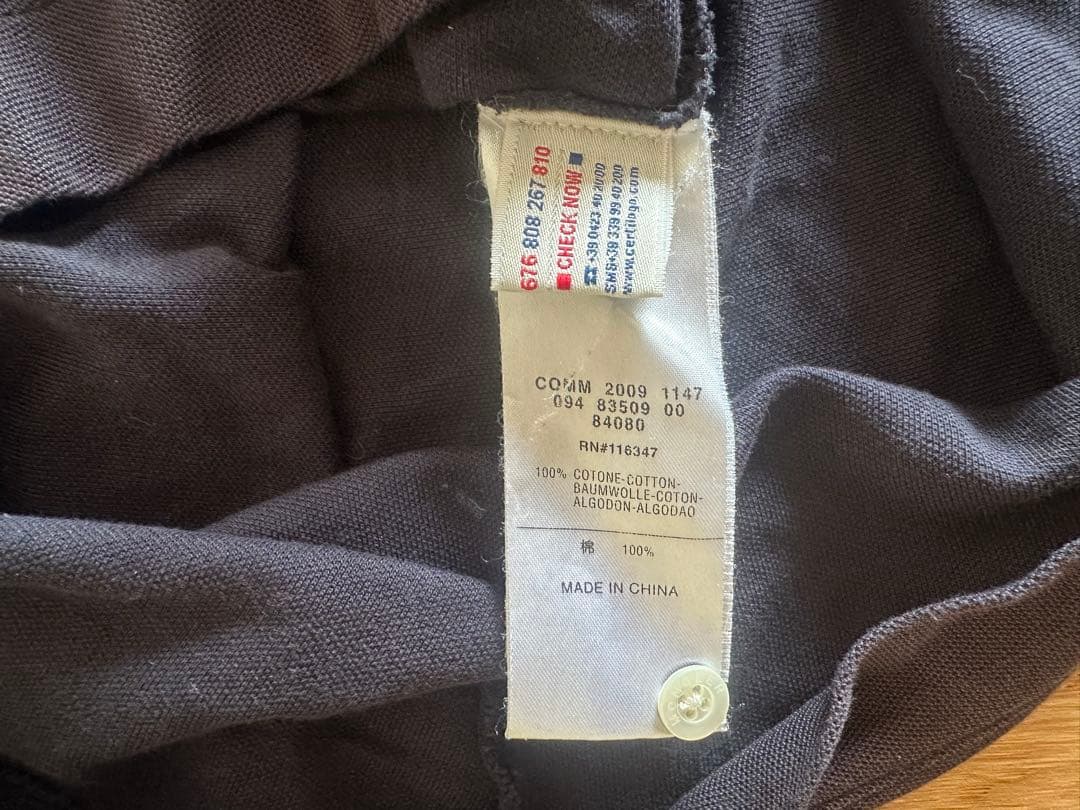 676 808 267 810
CHECK NOW
+39 0423 40 2000
SMS+39 339 99 40 200
www.certilogo.com
COMM 2009 1147
094 83509 00
84080
RN#116347
100% COTONE-COTTON-
BAUMWOLLE-COTON-
ALGODON-ALGODAO
棉 100%
MADE IN CHINA